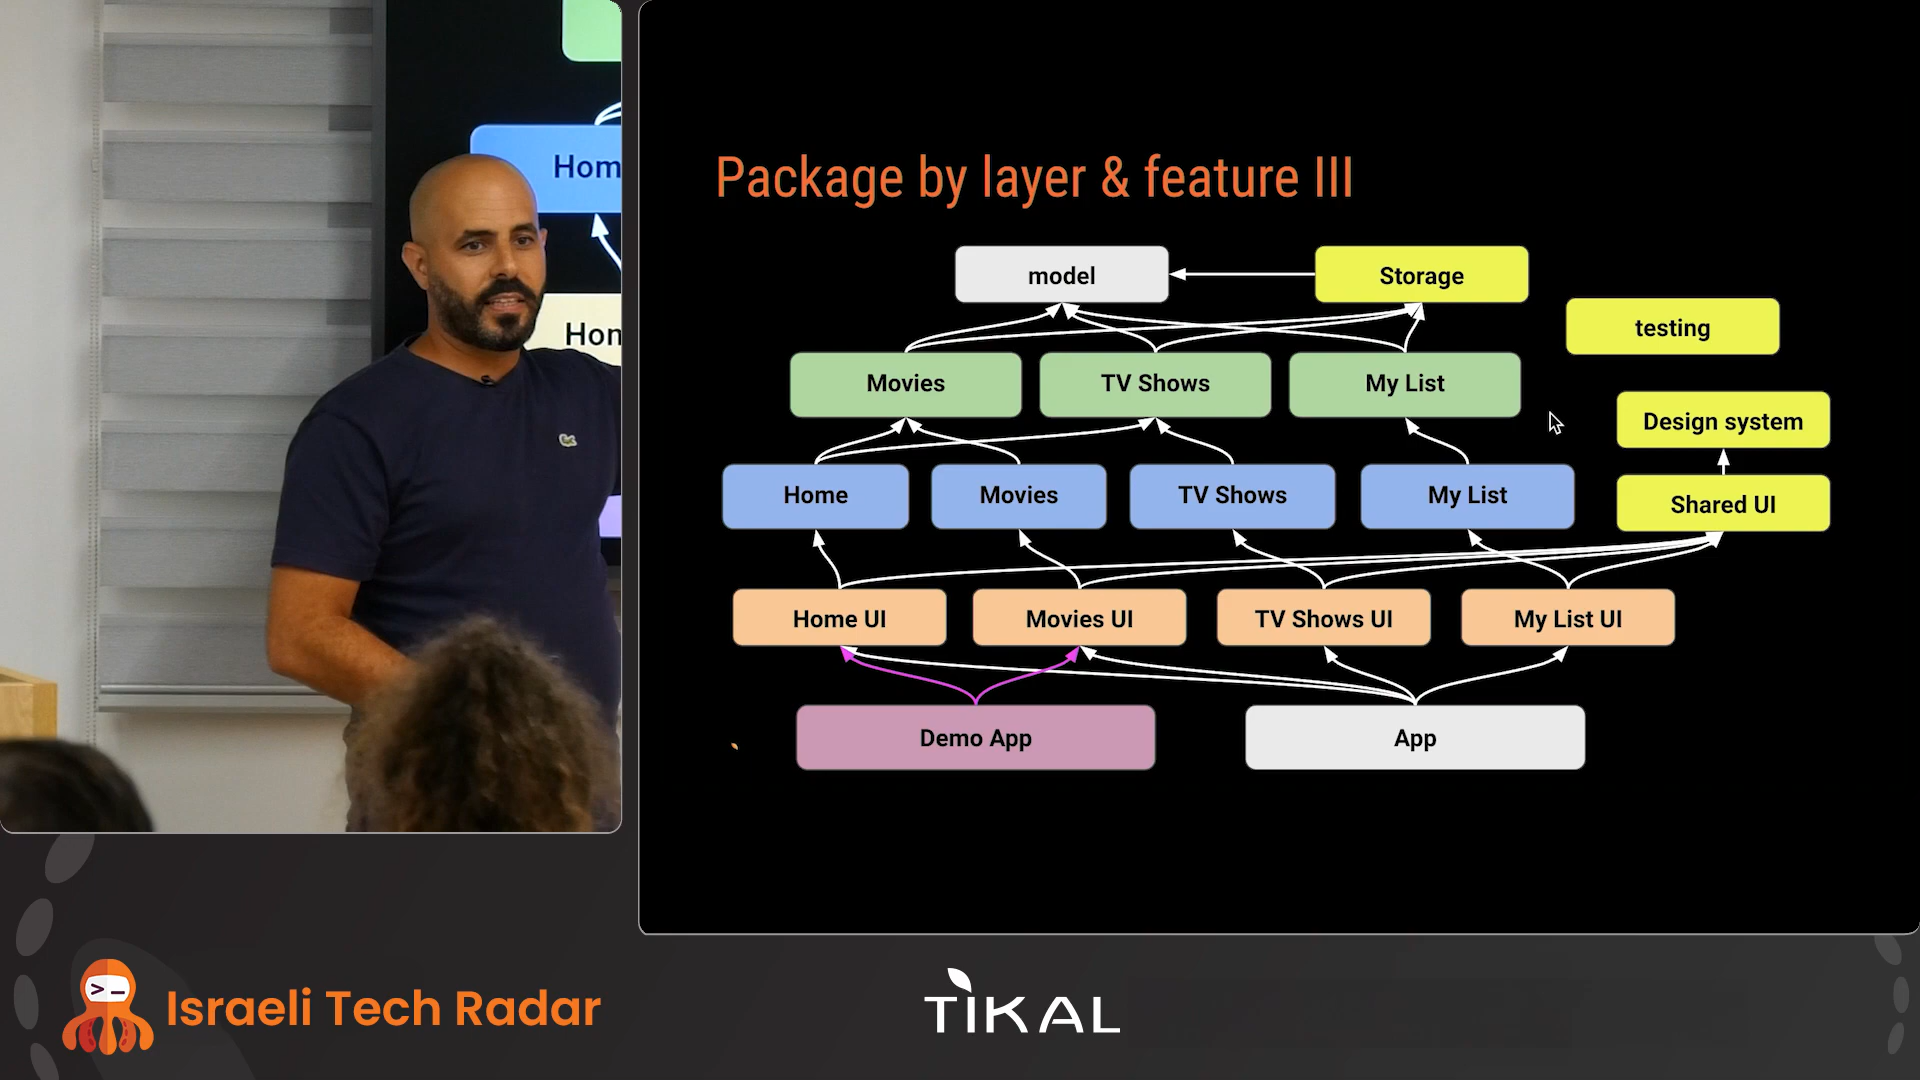 Hom
Hon
Package by layer & feature III
model
Storage
testing
Movies
TV Shows
My List
Design system
Home
Movies
TV Shows
My List
Shared UI
Home UI
Movies UI
TV Shows UI
My List UI
Demo App
App
>_
Israeli Tech Radar
TIKAL